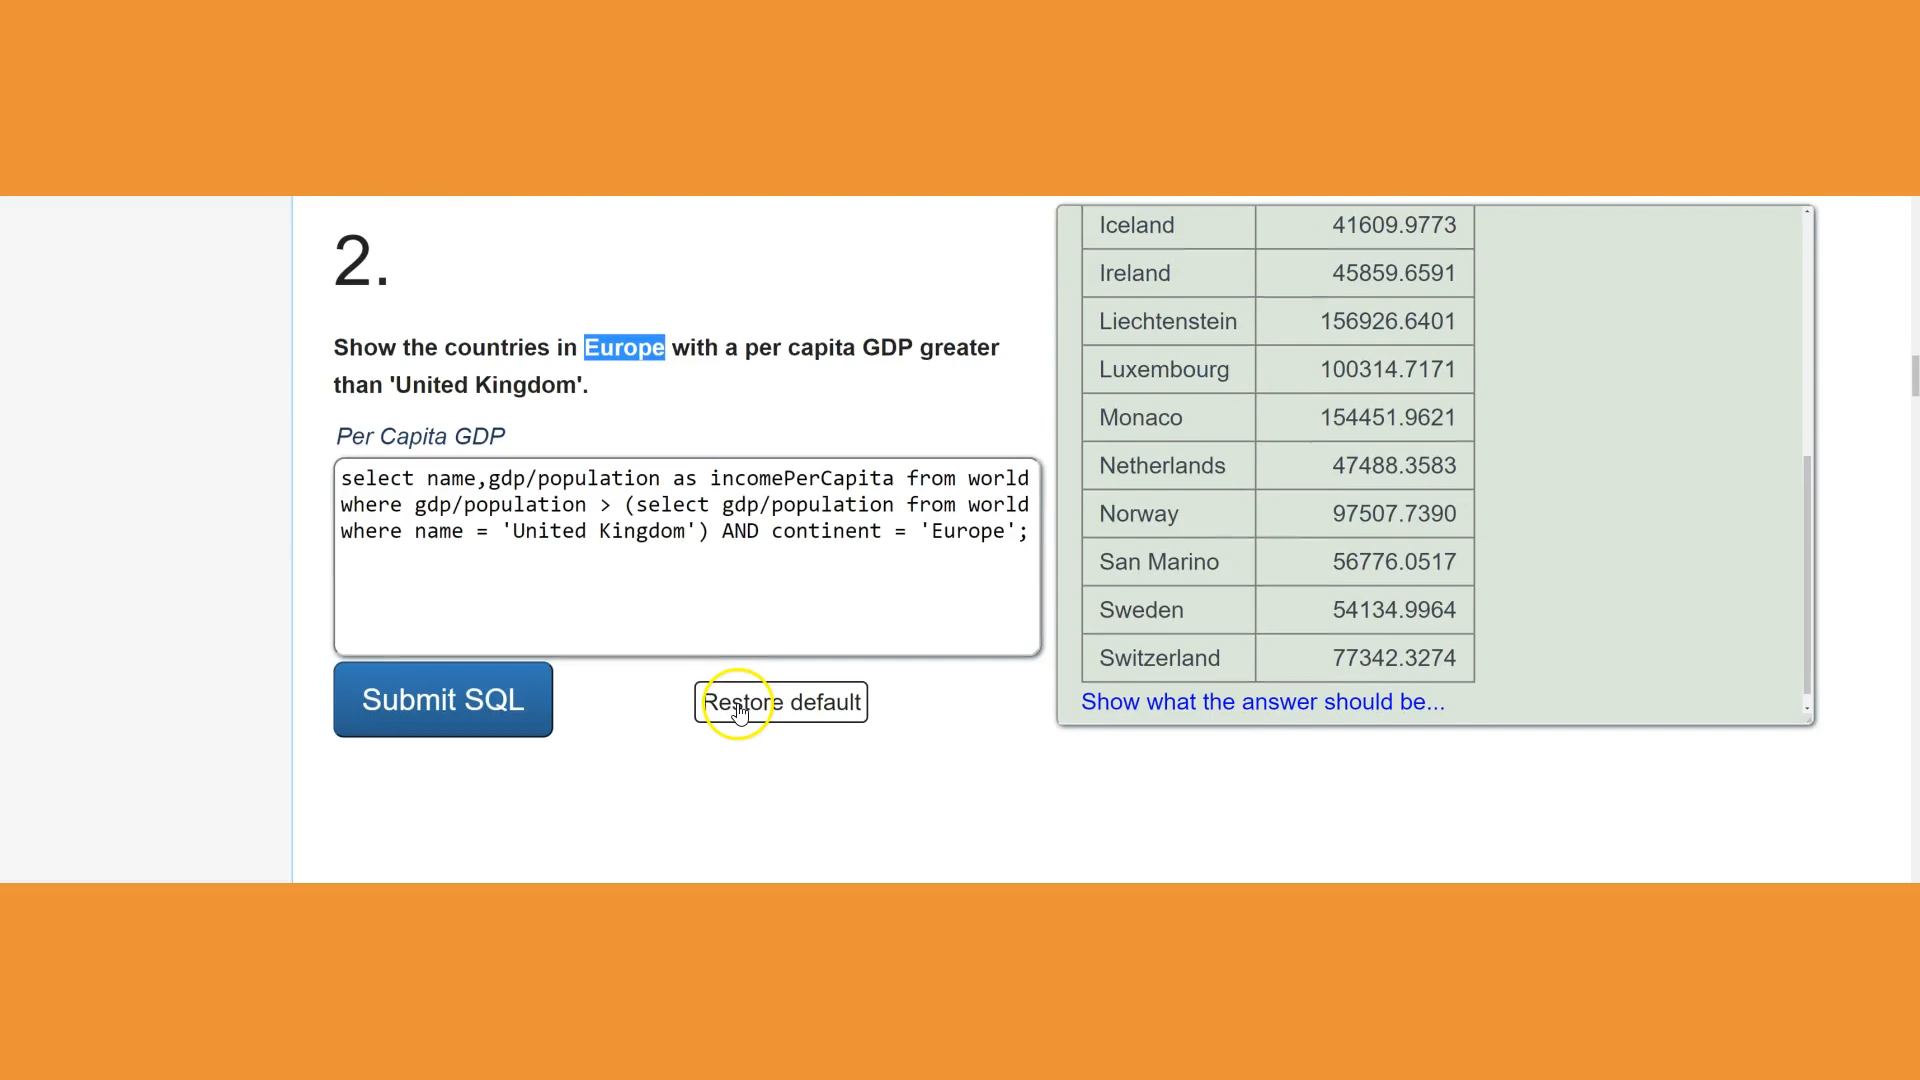 2.
Show the countries in Europe with a per capita GDP greater
than 'United Kingdom'.
Per Capita GDP
select name,gdp/population as incomePerCapita from world
where gdp/population > (select gdp/population from world
where name = 'United Kingdom') AND continent = 'Europe';
Submit SQL
Restore default
Iceland 41609.9773
Ireland 45859.6591
Liechtenstein 156926.6401
Luxembourg 100314.7171
Monaco 154451.9621
Netherlands 47488.3583
Norway 97507.7390
San Marino 56776.0517
Sweden 54134.9964
Switzerland 77342.3274
Show what the answer should be...